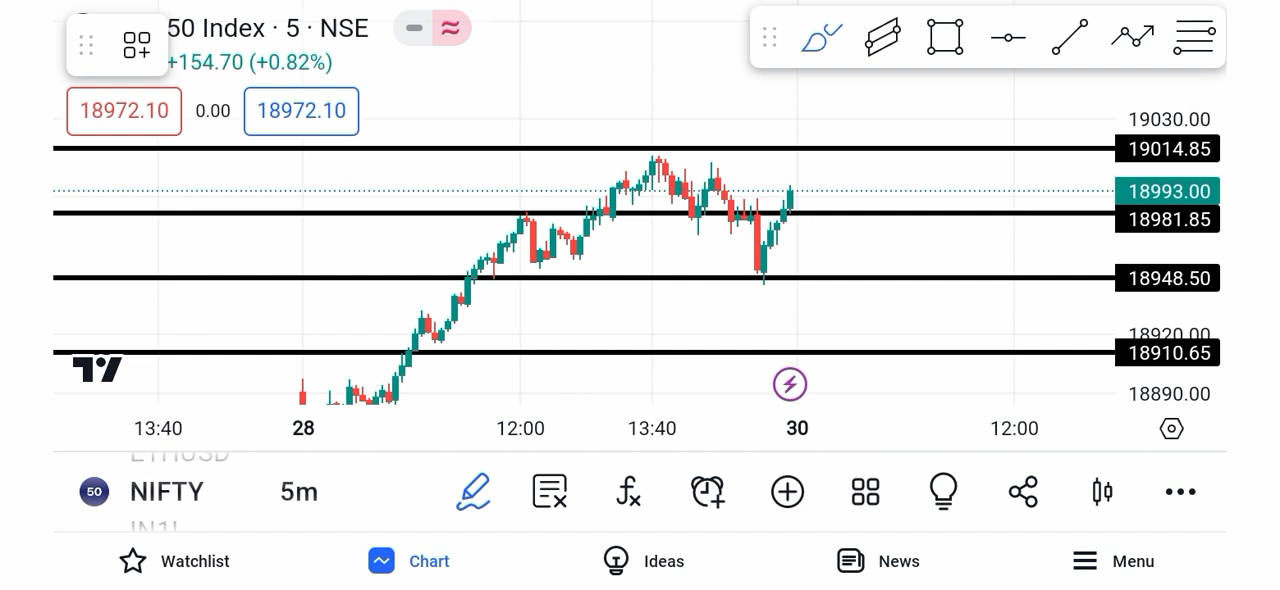 50 Index · 5 · NSE
+154.70 (+0.82%)
18972.10 0.00 18972.10
19030.00
19014.85
18993.00
18981.85
18948.50
18920.00
18910.65
18890.00
13:40 28 12:00 13:40 30 12:00
ETHUSD
50 NIFTY 5m
Watchlist Chart Ideas News Menu